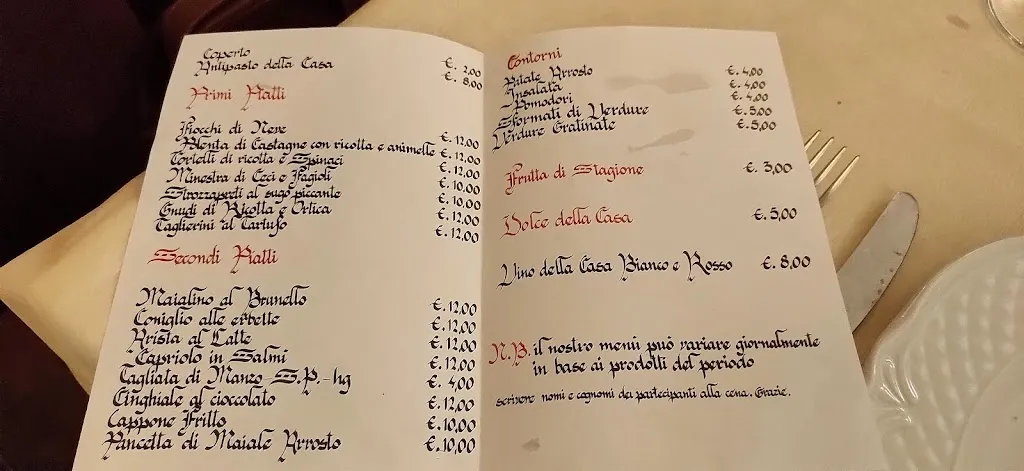 Coperto €. 2,00
Antipasto della Casa €. 8,00
Primi Piatti
Fiocchi di Neve €. 12,00
Polenta di Castagne con ricotta e animelle €. 12,00
Tortelli di ricotta e Spinaci €. 12,00
Minestra di Ceci e Fagioli €. 10,00
Strozzapreti al sugo piccante €. 10,00
Gnudi di Ricotta e Ortica €. 12,00
Taglierini al Tartufo €. 12,00
Secondi Piatti
Maialino al Brunello €. 12,00
Coniglio alle erbette €. 12,00
Arista al Latte €. 12,00
Capriolo in Salmi €. 12,00
Tagliata di Manzo S.P.-hg €. 4,00
Cinghiale al cioccolato €. 12,00
Cappone Fritto €. 10,00
Pancetta di Maiale Arrosto €. 10,00
Contorni
Patate Arrosto €. 4,00
Insalata €. 4,00
Pomodori €. 4,00
Sformati di Verdure €. 5,00
Verdure Gratinate €. 5,00
Frutta di Stagione €. 3,00
Dolce della Casa €. 5,00
Vino della Casa Bianco e Rosso €. 8,00
N.B. il nostro menù può variare giornalmente
in base ai prodotti del periodo
scrivere nomi e cognomi dei partecipanti alla cena. Grazie.